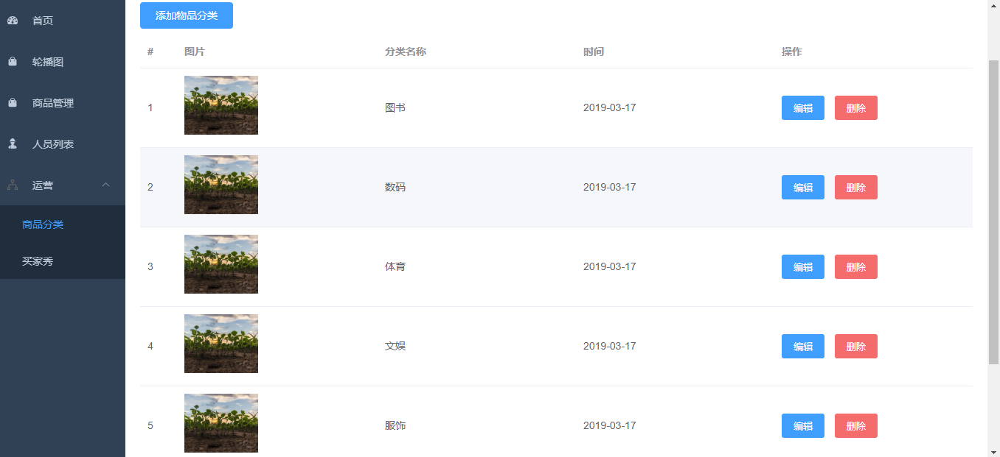 首页
轮播图
商品管理
人员列表
运营
商品分类
买家秀
添加物品分类
# 图片 分类名称 时间 操作
1 图书 2019-03-17 编辑 删除
2 数码 2019-03-17 编辑 删除
3 体育 2019-03-17 编辑 删除
4 文娱 2019-03-17 编辑 删除
5 服饰 2019-03-17 编辑 删除